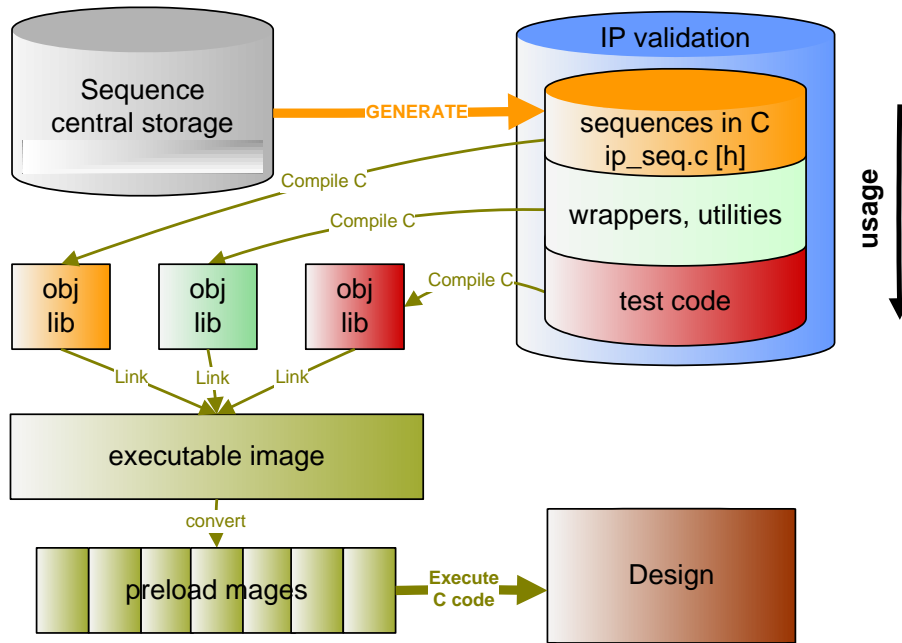 IP validation
Sequence
central storage
GENERATE
sequences in C
ip_seq.c [h]
Compile C
Compile C
wrappers, utilities
usage
obj
lib
obj
lib
obj
lib
Compile C
test code
Link
Link
Link
executable image
convert
preload mages
Execute
C code
Design